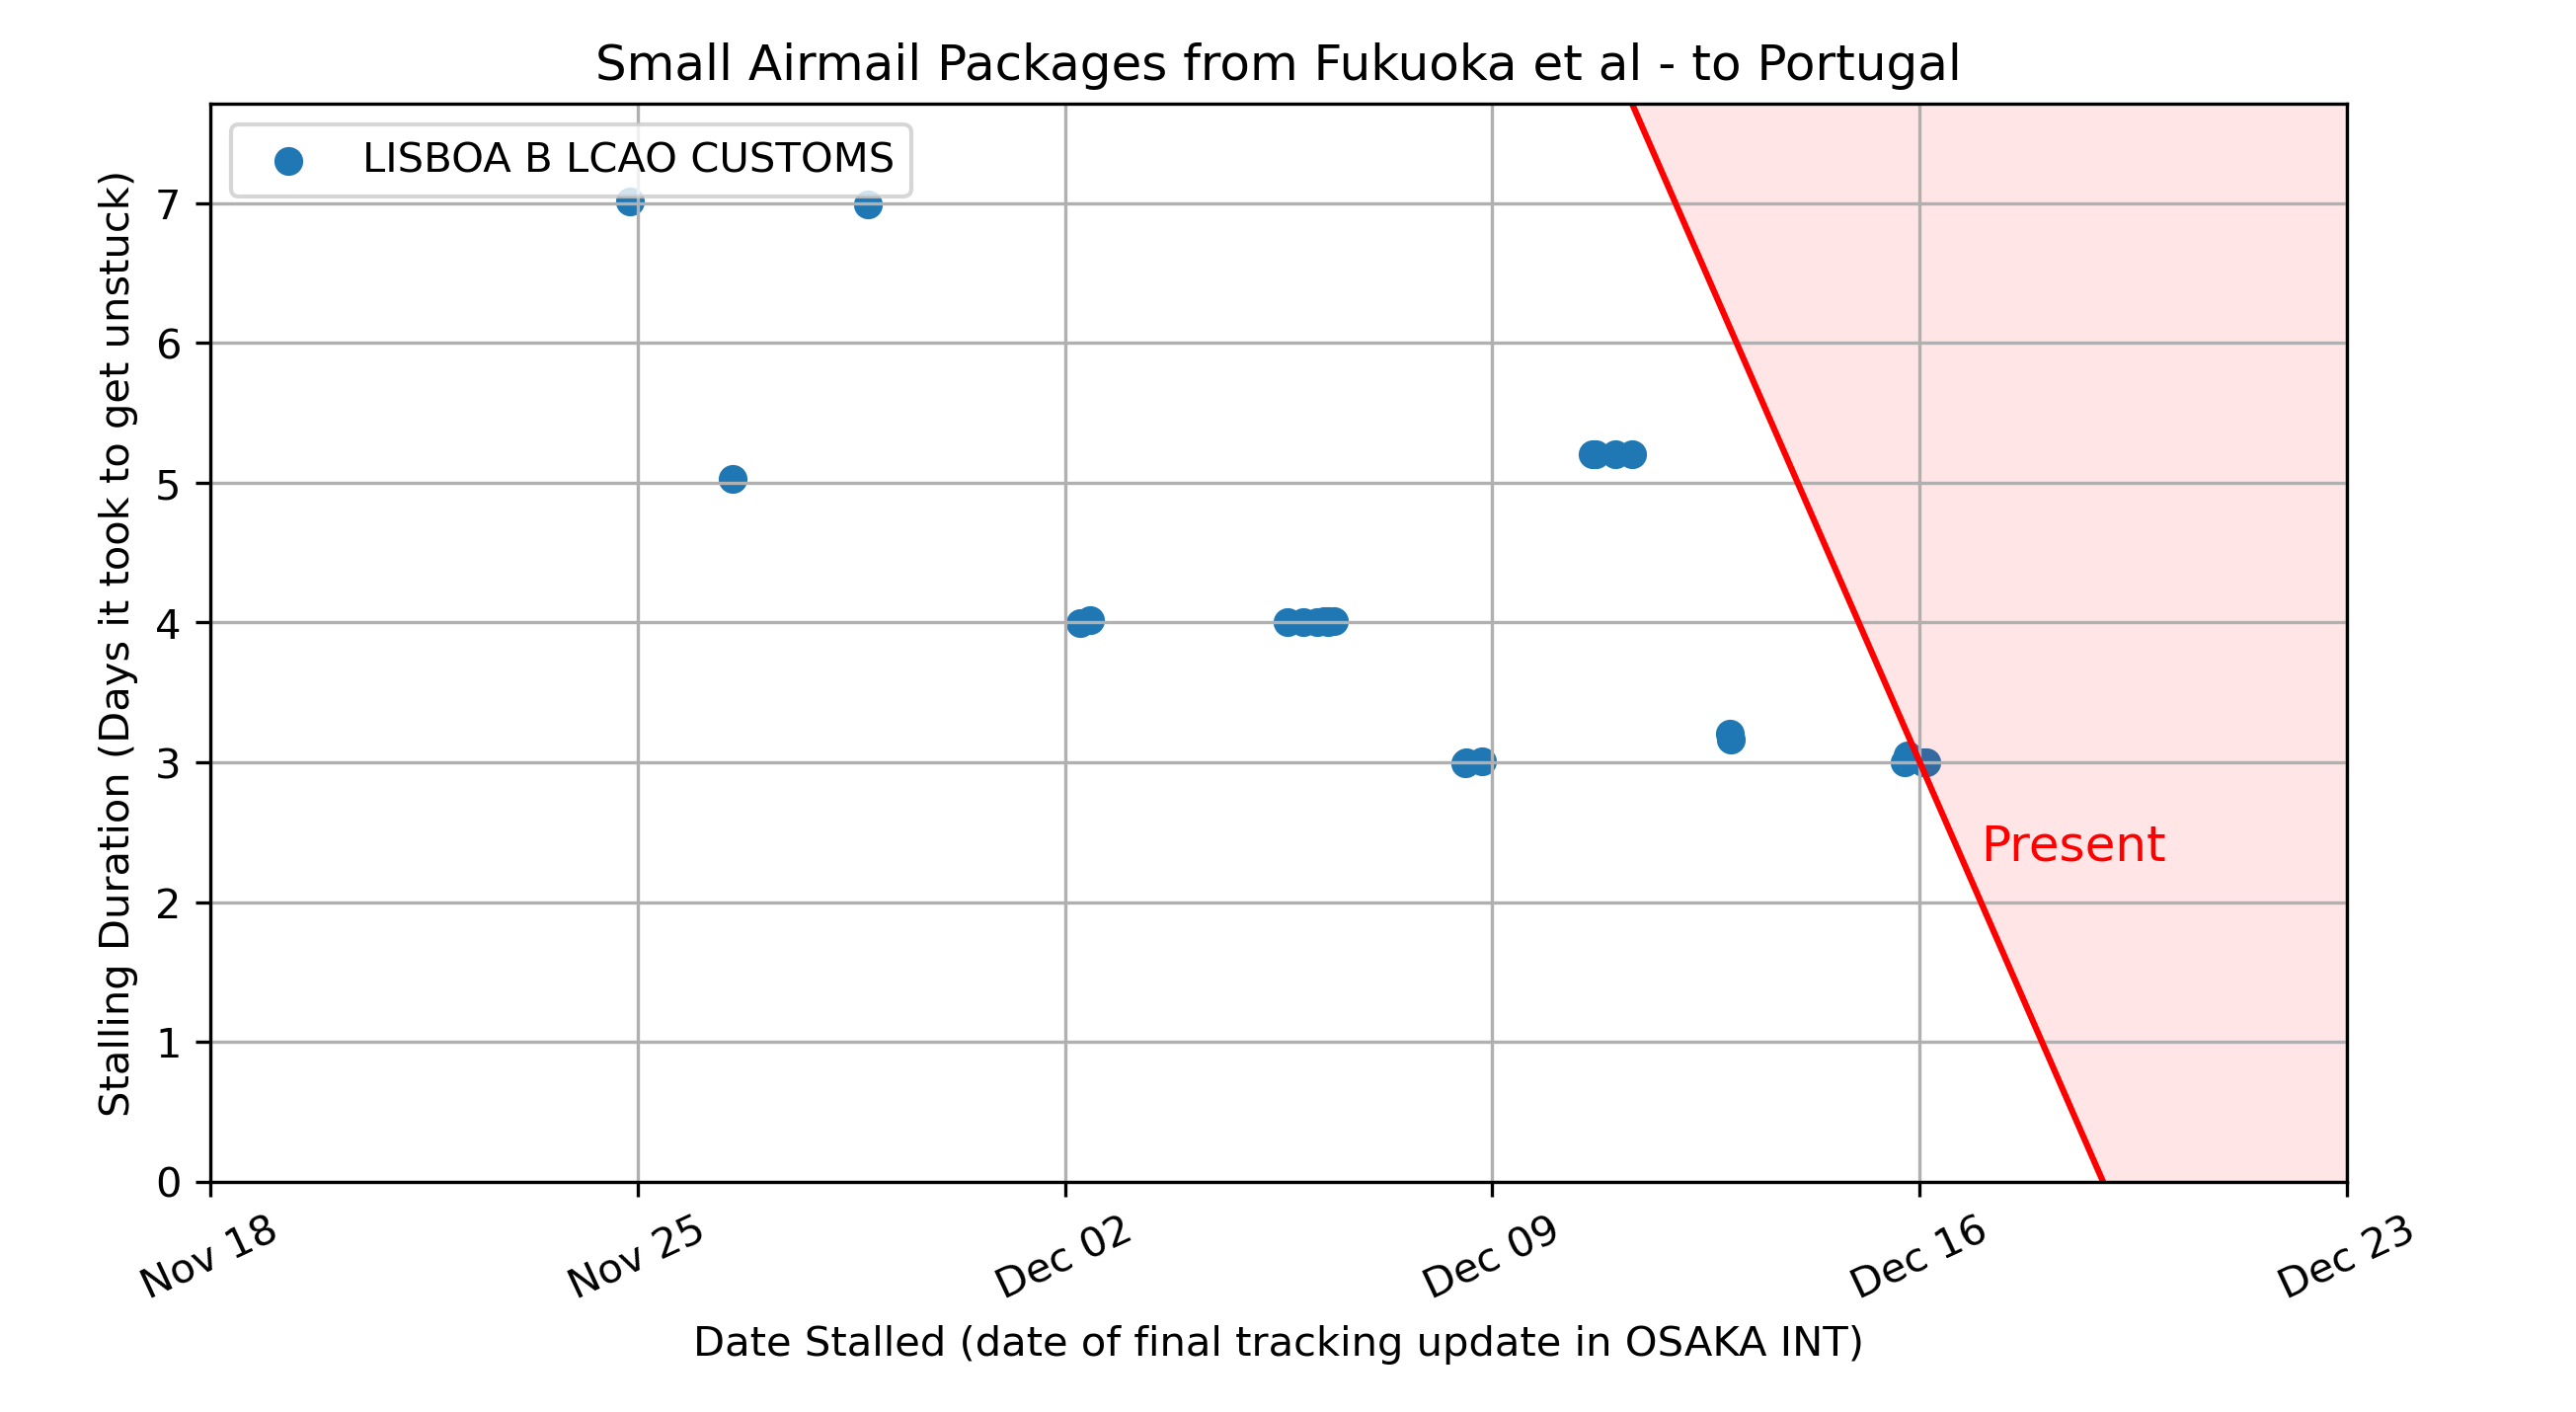 Small Airmail Packages from Fukuoka et al - to Portugal
LISBOA B LCAO CUSTOMS
Stalling Duration (Days it took to get unstuck)
7
6
5
4
3
2
1
0
Present
Nov 18
Nov 25
Dec 02
Dec 09
Dec 16
Dec 23
Date Stalled (date of final tracking update in OSAKA INT)